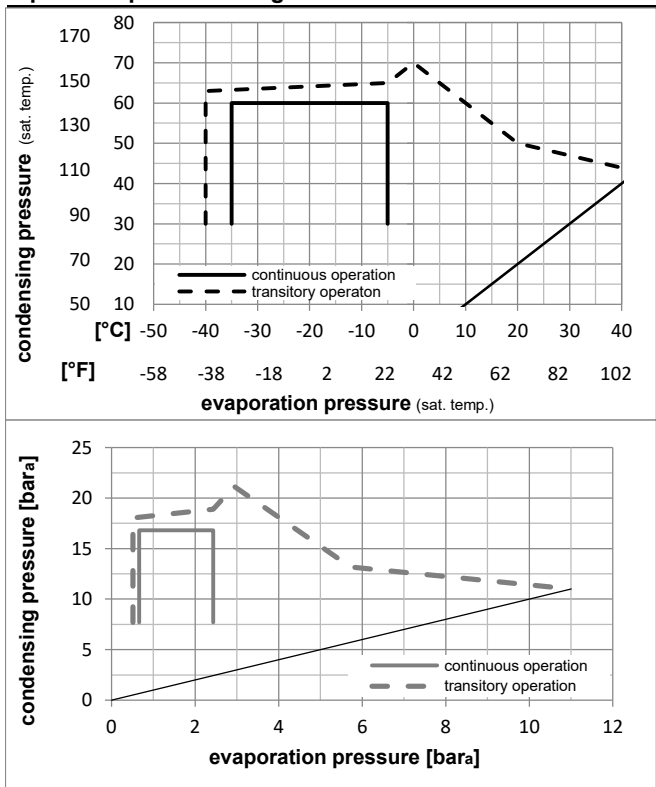 170 80
70
150 60
130 50
110 40
90 30
70 20
50 10
condensing pressure (sat. temp.)
continuous operation
transitory operaton
[°C] -50 -40 -30 -20 -10 0 10 20 30 40
[°F] -58 -38 -18 2 22 42 62 82 102
evaporation pressure (sat. temp.)
condensing pressure [bara]
25
20
15
10
5
0
continuous operation
transitory operation
0 2 4 6 8 10 12
evaporation pressure [bara]